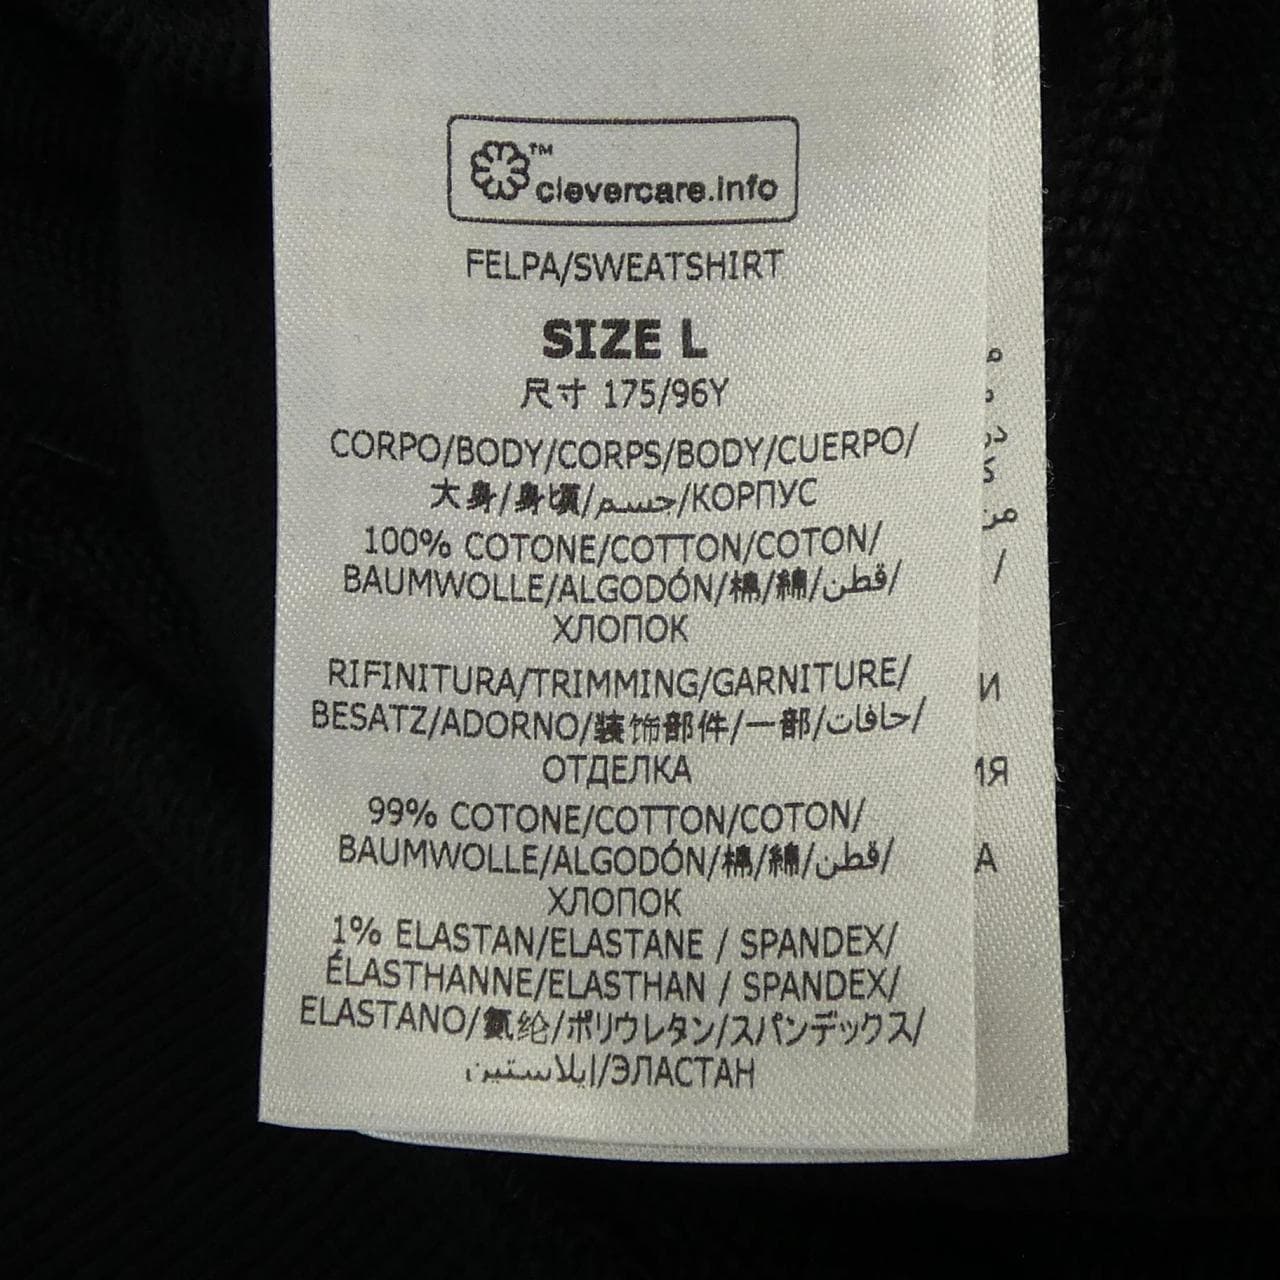 ™
clevercare.info
FELPA/SWEATSHIRT
SIZE L
尺寸 175/96Y
CORPO/BODY/CORPS/BODY/CUERPO/
大身/身頃/جسم/КОРПУС
100% COTONE/COTTON/COTON/
BAUMWOLLE/ALGODÓN/棉/綿/قطن/
ХЛОПОК
RIFINITURA/TRIMMING/GARNITURE/
BESATZ/ADORNO/装饰部件/一部/حافات/
ОТДЕЛКА
99% COTONE/COTTON/COTON/
BAUMWOLLE/ALGODÓN/棉/綿/قطن/
ХЛОПОК
1% ELASTAN/ELASTANE / SPANDEX/
ÉLASTHANNE/ELASTHAN / SPANDEX/
ELASTANO/氨纶/ポリウレタン/スパンデックス/
إيلاستين/ЭЛАСТАН